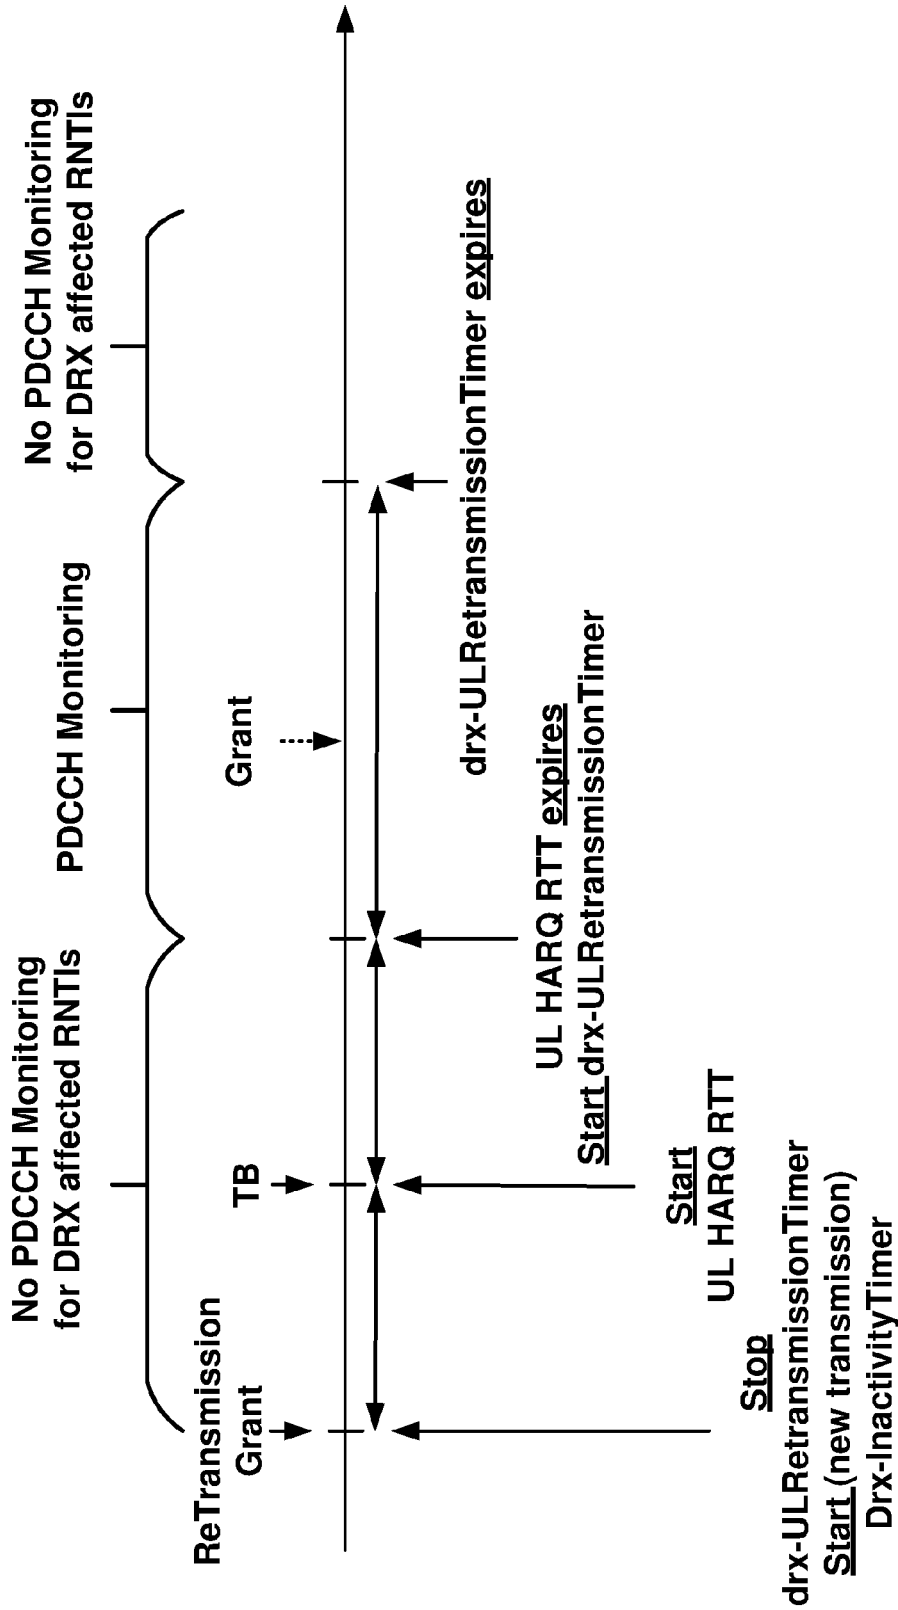 No PDCCH Monitoring
for DRX affected RNTIs
PDCCH Monitoring
No PDCCH Monitoring
for DRX affected RNTIs
ReTransmission
Grant
TB
Grant
Stop
drx-ULRetransmissionTimer
Start (new transmission)
Drx-InactivityTimer
Start
UL HARQ RTT
UL HARQ RTT expires
Start drx-ULRetransmissionTimer
drx-ULRetransmissionTimer expires